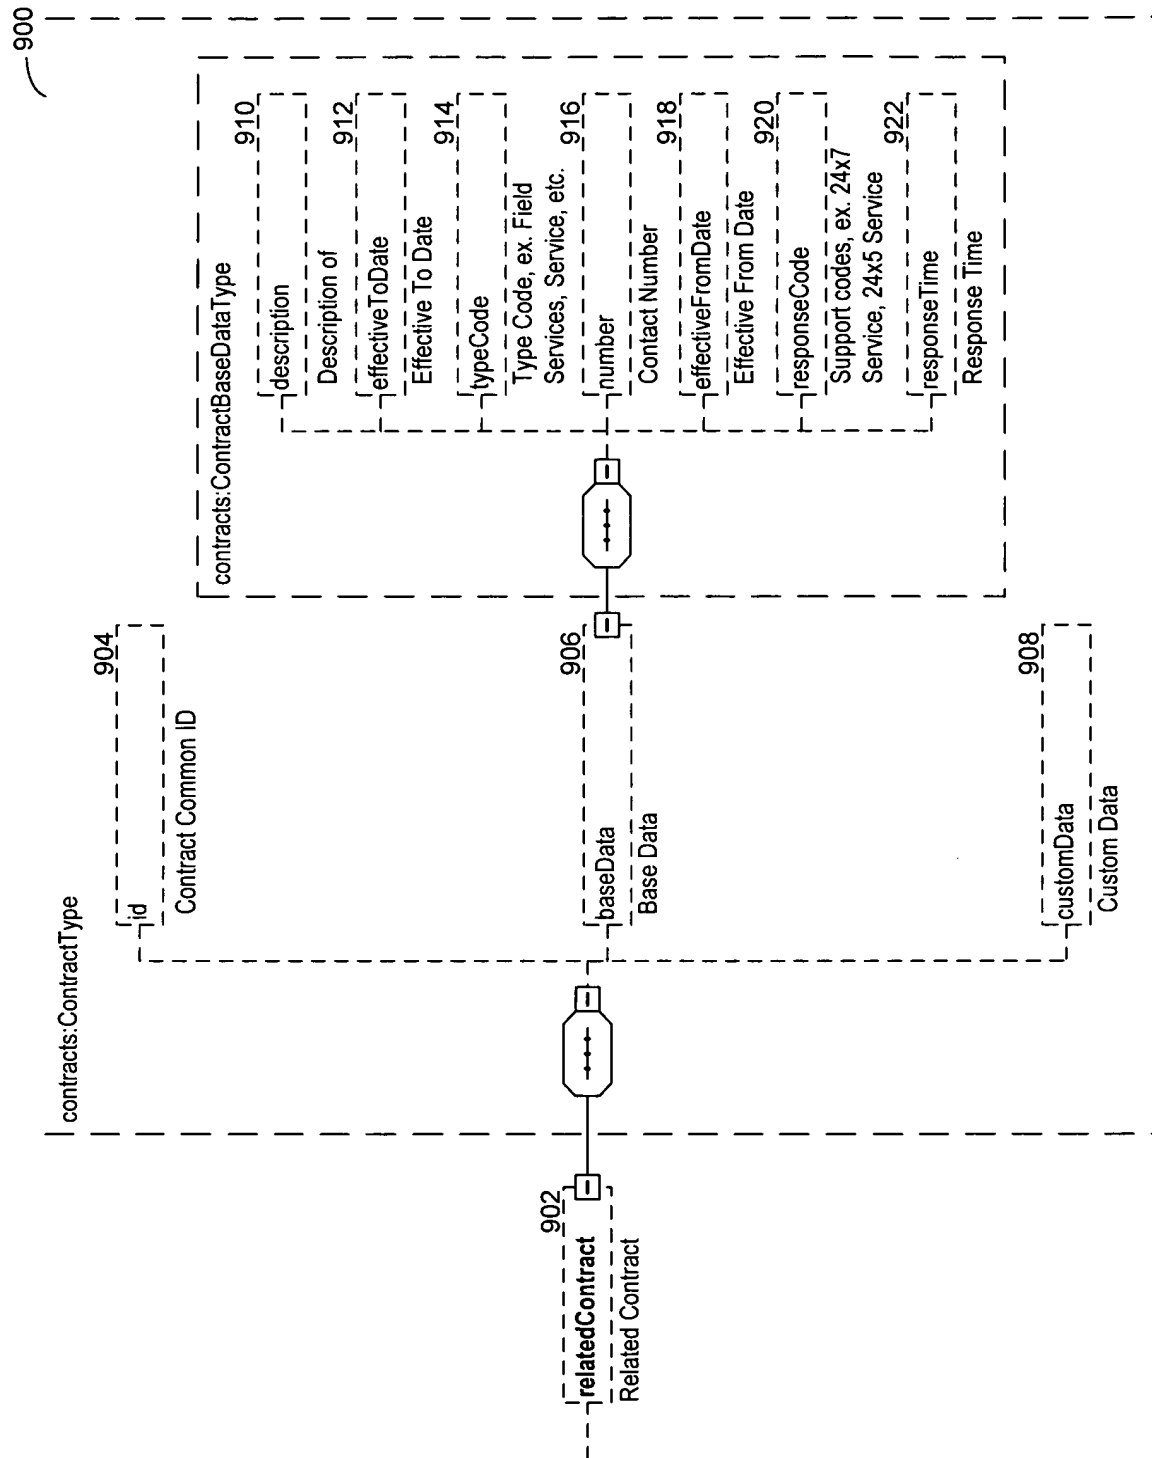 900
contracts:ContractType
904
id
Contract Common ID
contracts:ContractBaseDataType
910
description
Description of
912
effectiveToDate
Effective To Date
914
typeCode
Type Code, ex. Field
Services, Service, etc.
902
relatedContract
Related Contract
906
baseData
Base Data
916
number
Contact Number
918
effectiveFromDate
Effective From Date
920
responseCode
Support codes, ex. 24x7
Service, 24x5 Service
922
responseTime
Response Time
908
customData
Custom Data